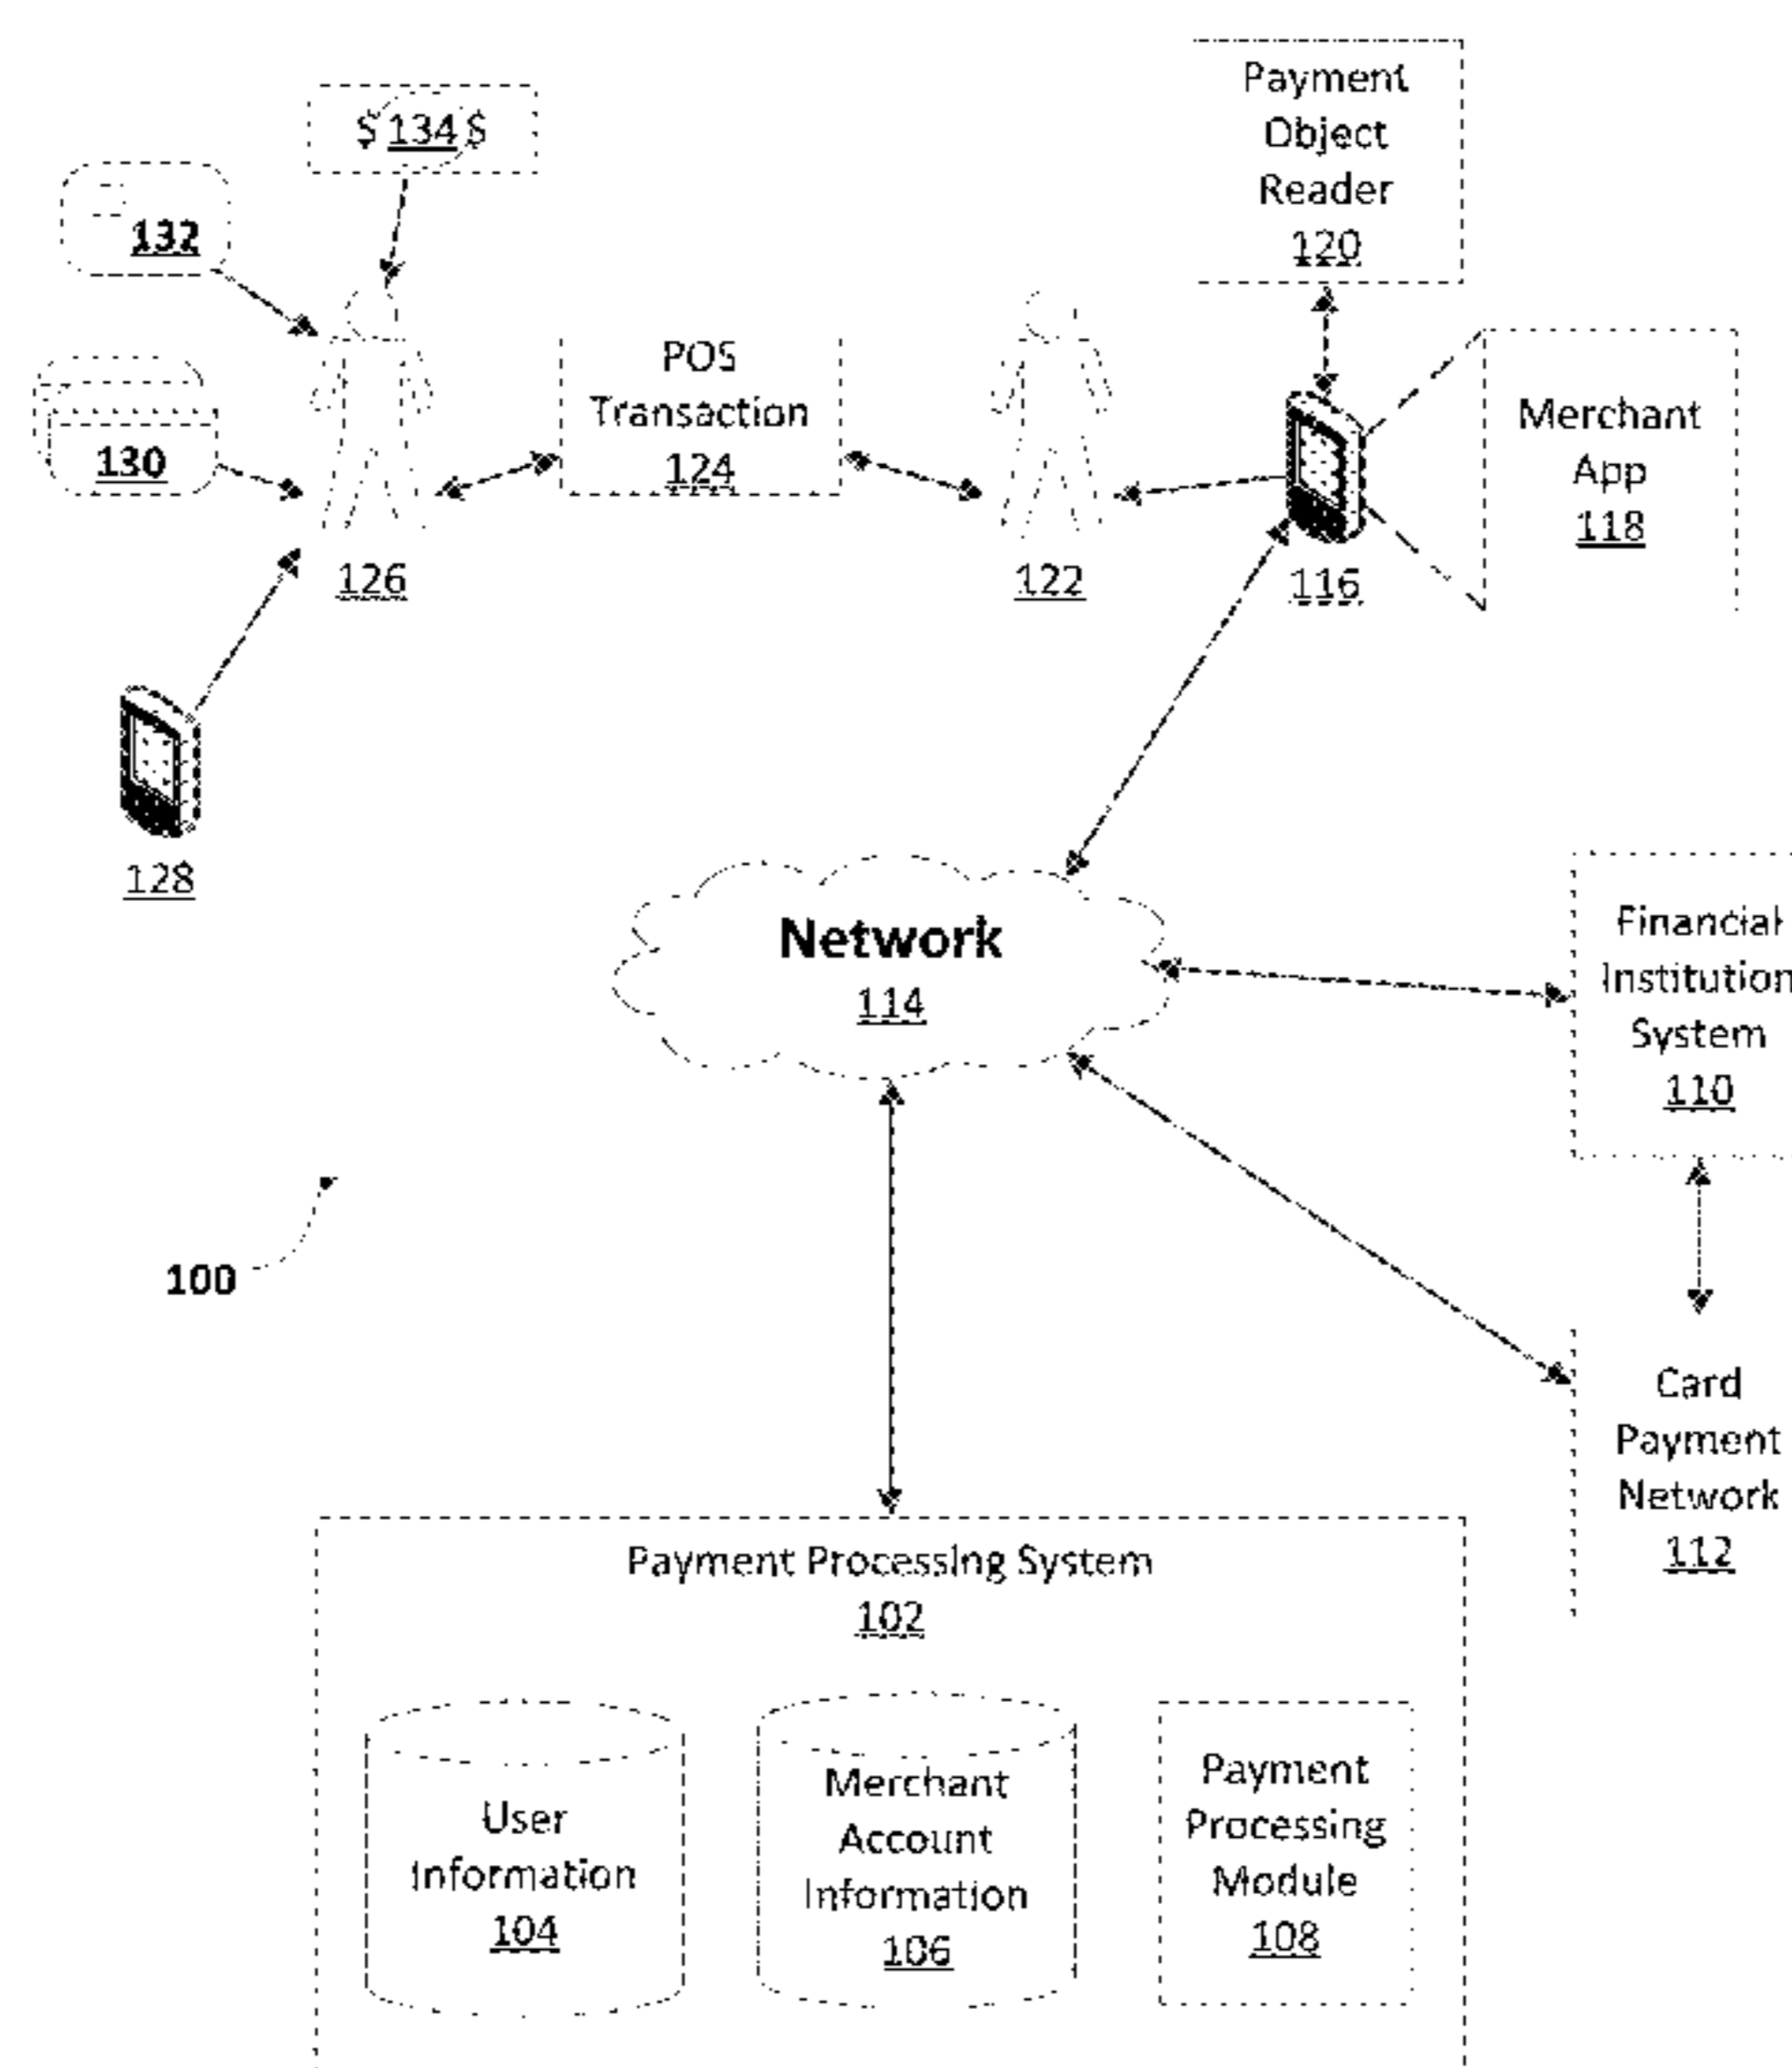 $ 134 $
132
130
126
128
POS
Transaction
124
122
Payment
Object
Reader
120
116
Merchant
App
118
Network
114
Financial
Institution
System
110
100
Card
Payment
Network
112
Payment Processing System
102
User
Information
104
Merchant
Account
Information
106
Payment
Processing
Module
108